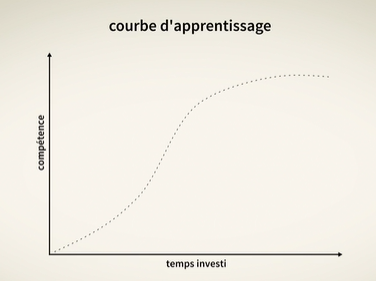 courbe d'apprentissage
compétence
temps investi